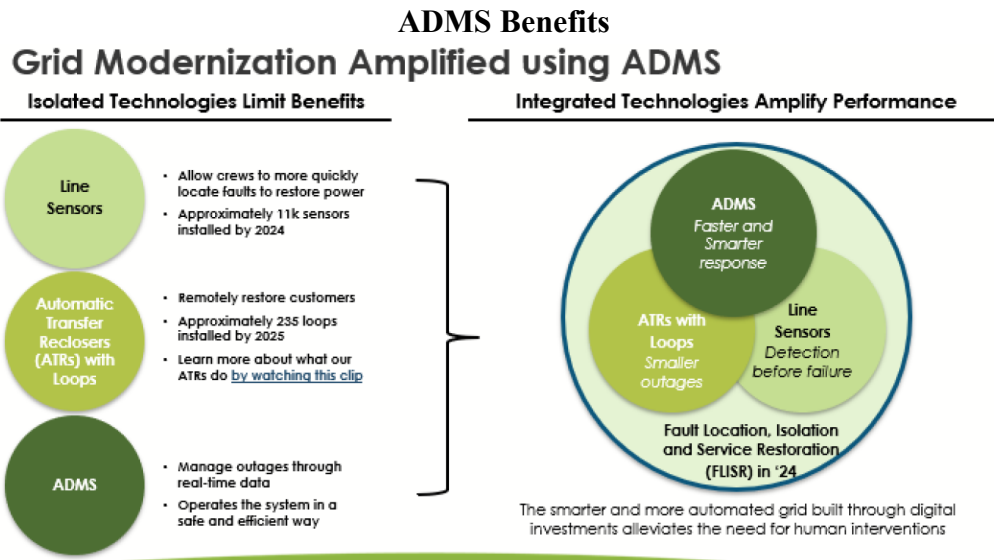 ADMS Benefits
Grid Modernization Amplified using ADMS
Isolated Technologies Limit Benefits
Line
Sensors
• Allow crews to more quickly
locate faults to restore power
• Approximately 11k sensors
installed by 2024
Automatic
Transfer
Reclosers
(ATRs) with
Loops
• Remotely restore customers
• Approximately 235 loops
installed by 2025
• Learn more about what our
ATRs do by watching this clip
ADMS
• Manage outages through
real-time data
• Operates the system in a
safe and efficient way
Integrated Technologies Amplify Performance
ADMS
Faster and
Smarter
response
ATRs with
Loops
Smaller
outages
Line
Sensors
Detection
before failure
Fault Location, Isolation
and Service Restoration
(FLISR) in ‘24
The smarter and more automated grid built through digital
investments alleviates the need for human interventions